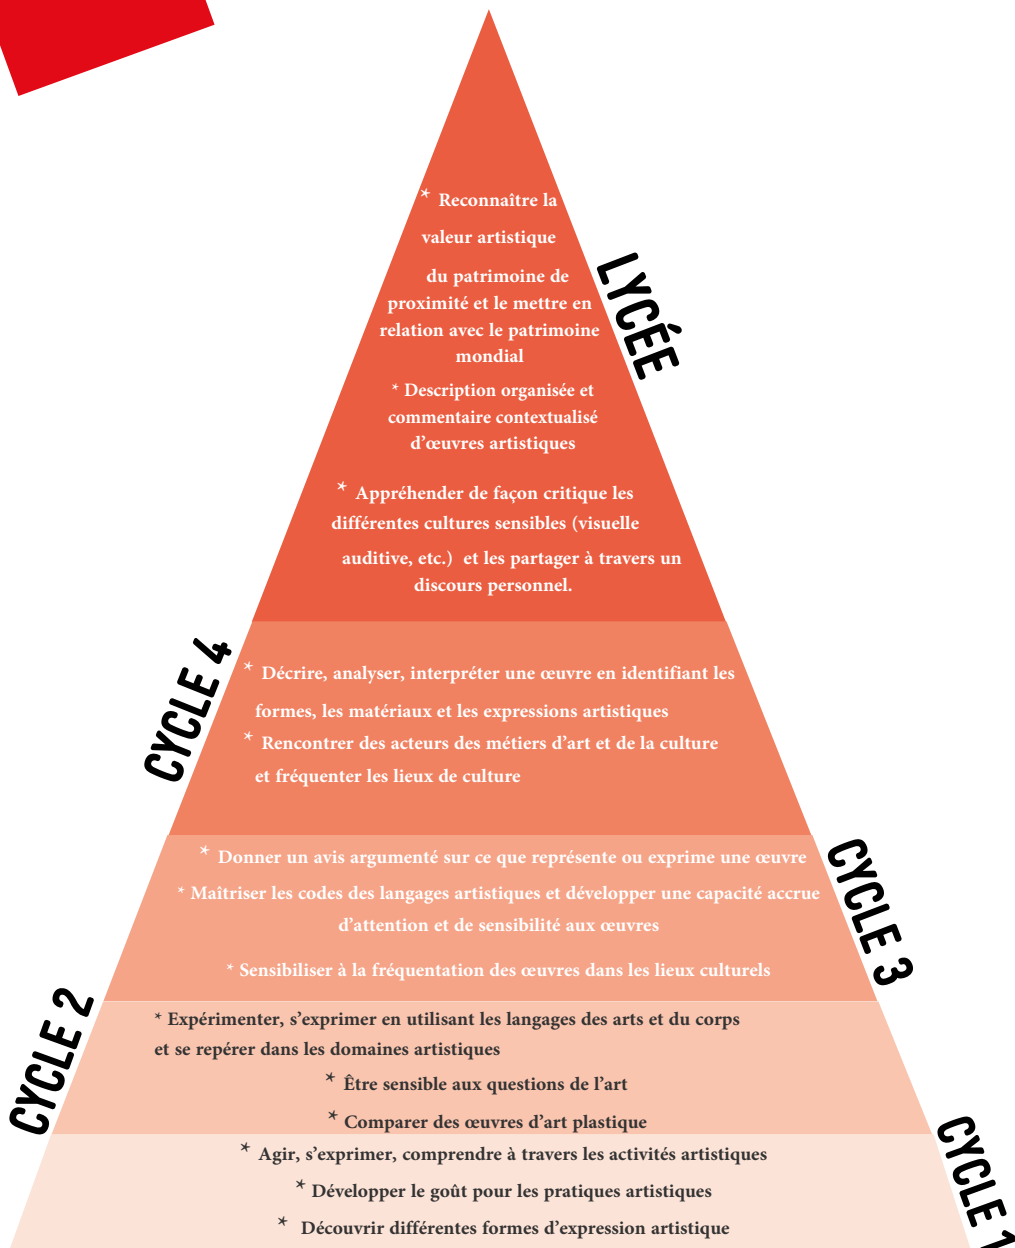 * Reconnaître la
valeur artistique
du patrimoine de
proximité et le mettre en
relation avec le patrimoine
mondial
* Description organisée et
commentaire contextualisé
d’œuvres artistiques
* Appréhender de façon critique les
différentes cultures sensibles (visuelle
auditive, etc.) et les partager à travers un
discours personnel.
LYCÉE
* Décrire, analyser, interpréter une œuvre en identifiant les
formes, les matériaux et les expressions artistiques
* Rencontrer des acteurs des métiers d’art et de la culture
et fréquenter les lieux de culture
CYCLE 4
* Donner un avis argumenté sur ce que représente ou exprime une œuvre
* Maîtriser les codes des langages artistiques et développer une capacité accrue
d’attention et de sensibilité aux œuvres
* Sensibiliser à la fréquentation des œuvres dans les lieux culturels
CYCLE 3
* Expérimenter, s’exprimer en utilisant les langages des arts et du corps
et se repérer dans les domaines artistiques
* Être sensible aux questions de l’art
* Comparer des œuvres d’art plastique
CYCLE 2
* Agir, s’exprimer, comprendre à travers les activités artistiques
* Développer le goût pour les pratiques artistiques
* Découvrir différentes formes d’expression artistique
CYCLE 1